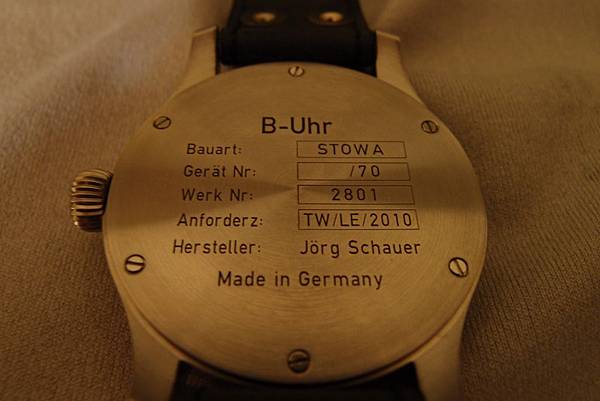 B-Uhr
Bauart: STOWA
Gerät Nr: /70
Werk Nr: 2801
Anforderz: TW/LE/2010
Hersteller: Jörg Schauer
Made in Germany